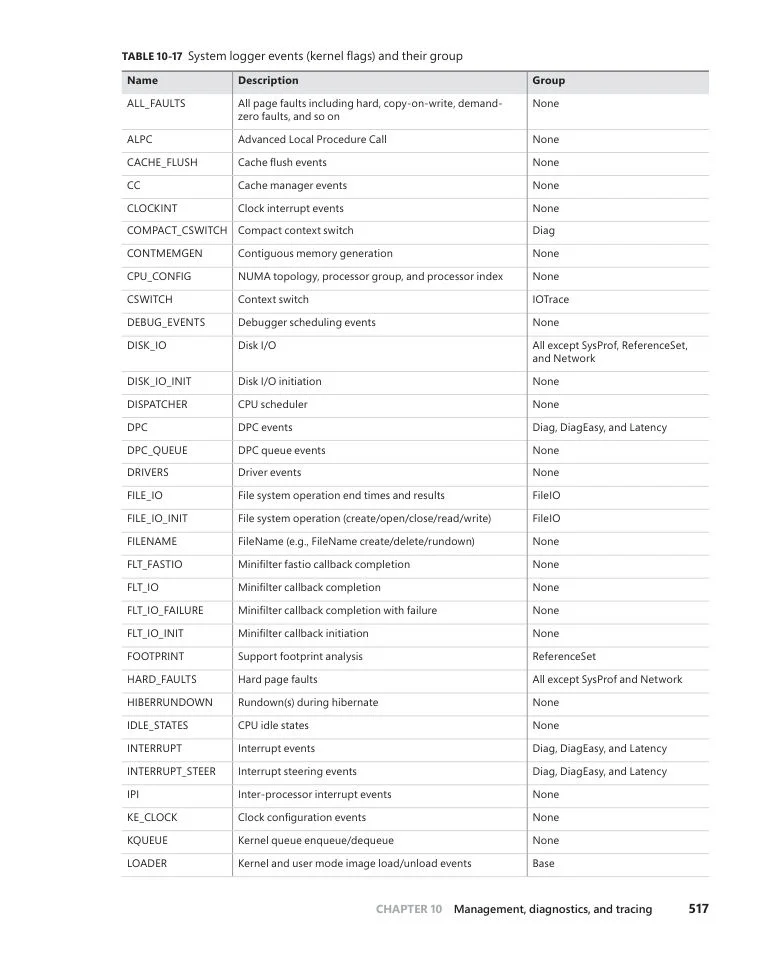 TABLE 10-17 System logger events (kernel flags) and their group
Name Description Group
ALL_FAULTS All page faults including hard, copy-on-write, demand-
zero faults, and so on None
ALPC Advanced Local Procedure Call None
CACHE_FLUSH Cache flush events None
CC Cache manager events None
CLOCKINT Clock interrupt events None
COMPACT_CSWITCH Compact context switch Diag
CONTMEMGEN Contiguous memory generation None
CPU_CONFIG NUMA topology, processor group, and processor index None
CSWITCH Context switch IOTrace
DEBUG_EVENTS Debugger scheduling events None
DISK_IO Disk I/O All except SysProf, ReferenceSet,
and Network
DISK_IO_INIT Disk I/O initiation None
DISPATCHER CPU scheduler None
DPC DPC events Diag, DiagEasy, and Latency
DPC_QUEUE DPC queue events None
DRIVERS Driver events None
FILE_IO File system operation end times and results FileIO
FILE_IO_INIT File system operation (create/open/close/read/write) FileIO
FILENAME FileName (e.g., FileName create/delete/rundown) None
FLT_FASTIO Minifilter fastio callback completion None
FLT_IO Minifilter callback completion None
FLT_IO_FAILURE Minifilter callback completion with failure None
FLT_IO_INIT Minifilter callback initiation None
FOOTPRINT Support footprint analysis ReferenceSet
HARD_FAULTS Hard page faults All except SysProf and Network
HIBERRUNDOWN Rundown(s) during hibernate None
IDLE_STATES CPU idle states None
INTERRUPT Interrupt events Diag, DiagEasy, and Latency
INTERRUPT_STEER Interrupt steering events Diag, DiagEasy, and Latency
IPI Inter-processor interrupt events None
KE_CLOCK Clock configuration events None
KQUEUE Kernel queue enqueue/dequeue None
LOADER Kernel and user mode image load/unload events Base
CHAPTER 10 Management, diagnostics, and tracing 517